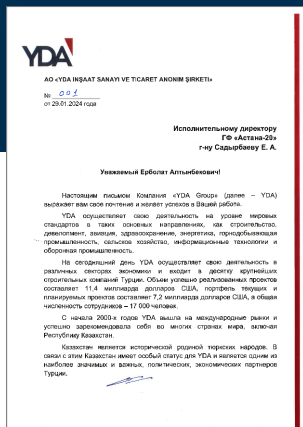 YDA
АО «YDA INŞAAT SANAYI VE TICARET ANONIM ŞIRKETI»
№ 001
от 29.01.2024 года
Исполнительному директору
ГФ «Астана-20»
г-ну Садырбаеву Е. А.
Уважаемый Ерболат Алтынбекович!
Настоящим письмом Компания «YDA Group» (далее – YDA)
выражает вам свое почтение и желает успехов в Вашей работе.
YDA осуществляет свою деятельность на уровне мировых
стандартов в таких основных направлениях, как строительство,
девелопмент, авиация, здравоохранение, энергетика, горнодобывающая
промышленность, сельское хозяйство, информационные технологии и
оборонная промышленность.
На сегодняшний день YDA осуществляет свою деятельность в
различных секторах экономики и входит в десятку крупнейших
строительных компаний Турции. Объем успешно реализованных проектов
составляет 11,4 миллиарда долларов США, портфель текущих и
планируемых проектов составляет 7,2 миллиарда долларов США, а общая
численность сотрудников – 17 000 человек.
С начала 2000-х годов YDA вышла на международные рынки и
успешно зарекомендовала себя во многих странах мира, включая
Республику Казахстан.
Казахстан является исторической родиной тюркских народов. В
связи с этим Казахстан имеет особый статус для YDA и является одним из
наиболее значимых и важных, политических, экономических партнеров
Турции.